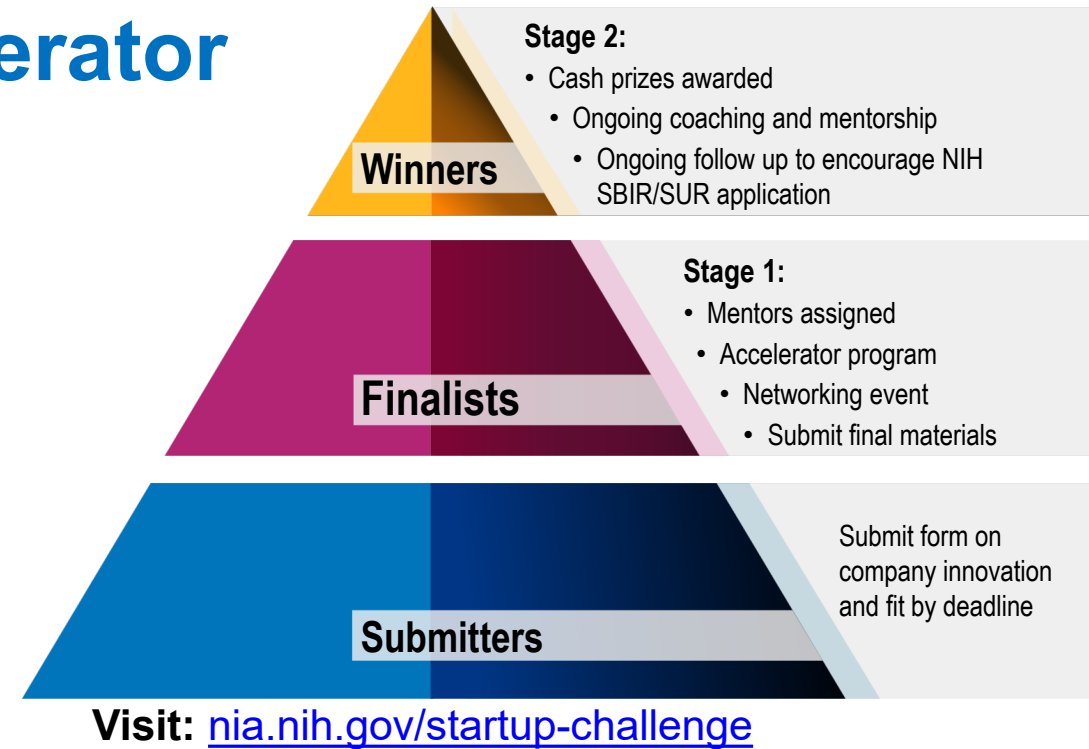 erator
Stage 2:
• Cash prizes awarded
• Ongoing coaching and mentorship
• Ongoing follow up to encourage NIH
SBIR/SUR application
Winners
Stage 1:
• Mentors assigned
• Accelerator program
• Networking event
• Submit final materials
Finalists
Submit form on
company innovation
and fit by deadline
Submitters
Visit: nia.nih.gov/startup-challenge